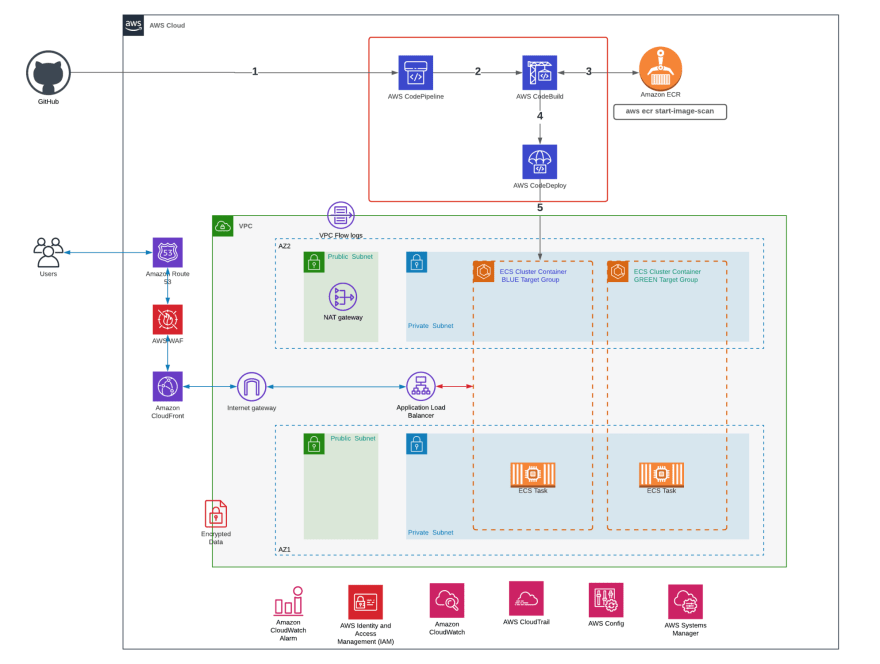 aws
AWS Cloud
GitHub
1
AWS CodePipeline
2
AWS CodeBuild
3
Amazon ECR
aws ecr start-image-scan
4
AWS CodeDeploy
5
VPC
VPC Flow logs
Users
53
Amazon Route
53
AWS WAF
Amazon
CloudFront
Internet gateway
Application Load
Balancer
AZ2
Prublic Subnet
NAT gateway
Private Subnet
ECS Cluster Container
BLUE Target Group
ECS Cluster Container
GREEN Target Group
Prublic Subnet
Private Subnet
ECS Task
ECS Task
AZ1
Encrypted
Data
Amazon
CloudWatch
Alarm
AWS Identity and
Access
Management (IAM)
Amazon
CloudWatch
AWS CloudTrail
AWS Config
AWS Systems
Manager